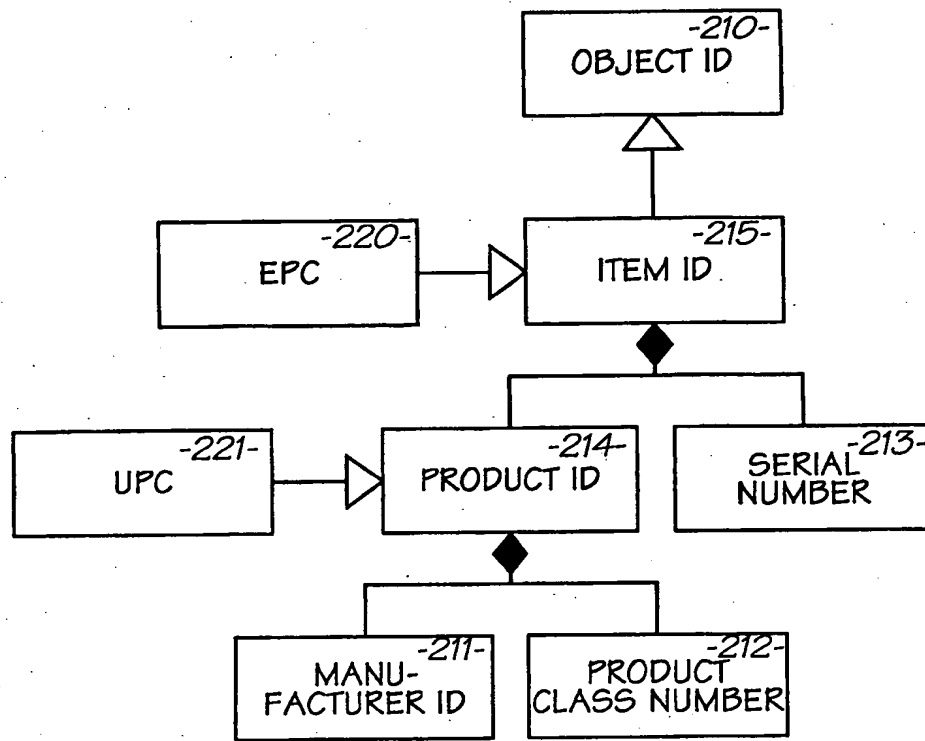 -210-
OBJECT ID
-220-
EPC
-215-
ITEM ID
-221-
UPC
-214-
PRODUCT ID
-213-
SERIAL
NUMBER
-211-
MANU-
FACTURER ID
-212-
PRODUCT
CLASS NUMBER